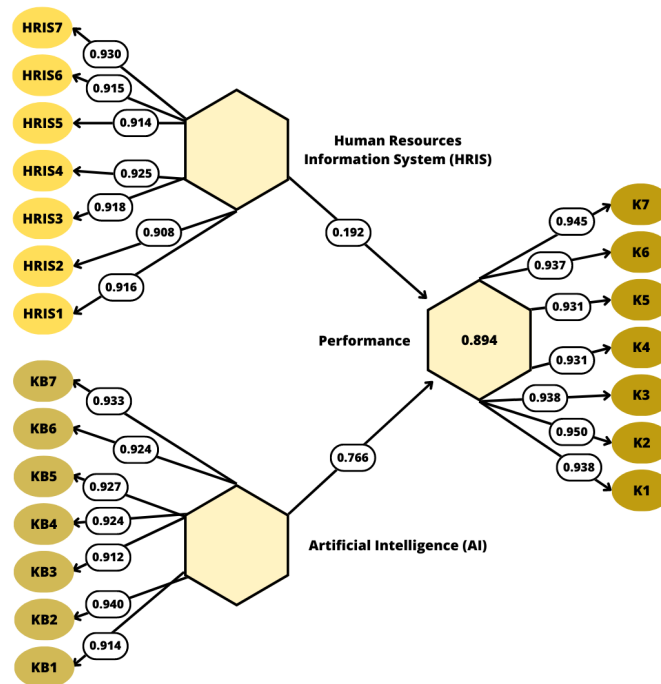 HRIS7
0.930
HRIS6
0.915
HRIS5
0.914
HRIS4
0.925
HRIS3
0.918
HRIS2
0.908
HRIS1
0.916
Human Resources
Information System (HRIS)
0.192
K7
0.945
K6
0.937
K5
0.931
Performance
0.894
K4
0.931
K3
0.938
K2
0.950
K1
0.938
KB7
0.933
KB6
0.924
KB5
0.927
KB4
0.924
KB3
0.912
KB2
0.940
KB1
0.914
0.766
Artificial Intelligence (AI)